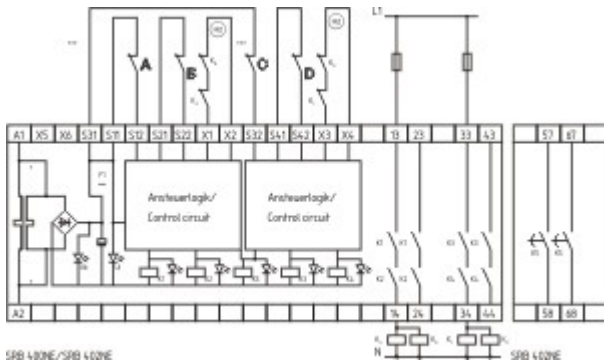 L1
A Б C D
A1 X5 X6 S31 S11 S12 S21 S22 X1 X2 S32 S41 S42 X3 X4 13 23 33 43 57 67
Ansteuerlogik/ Ansteuerlogik/
Control circuit Control circuit
A2 14 24 34 44 58 68
N
SRB 400NE/SRB 402NE SRB 402NE